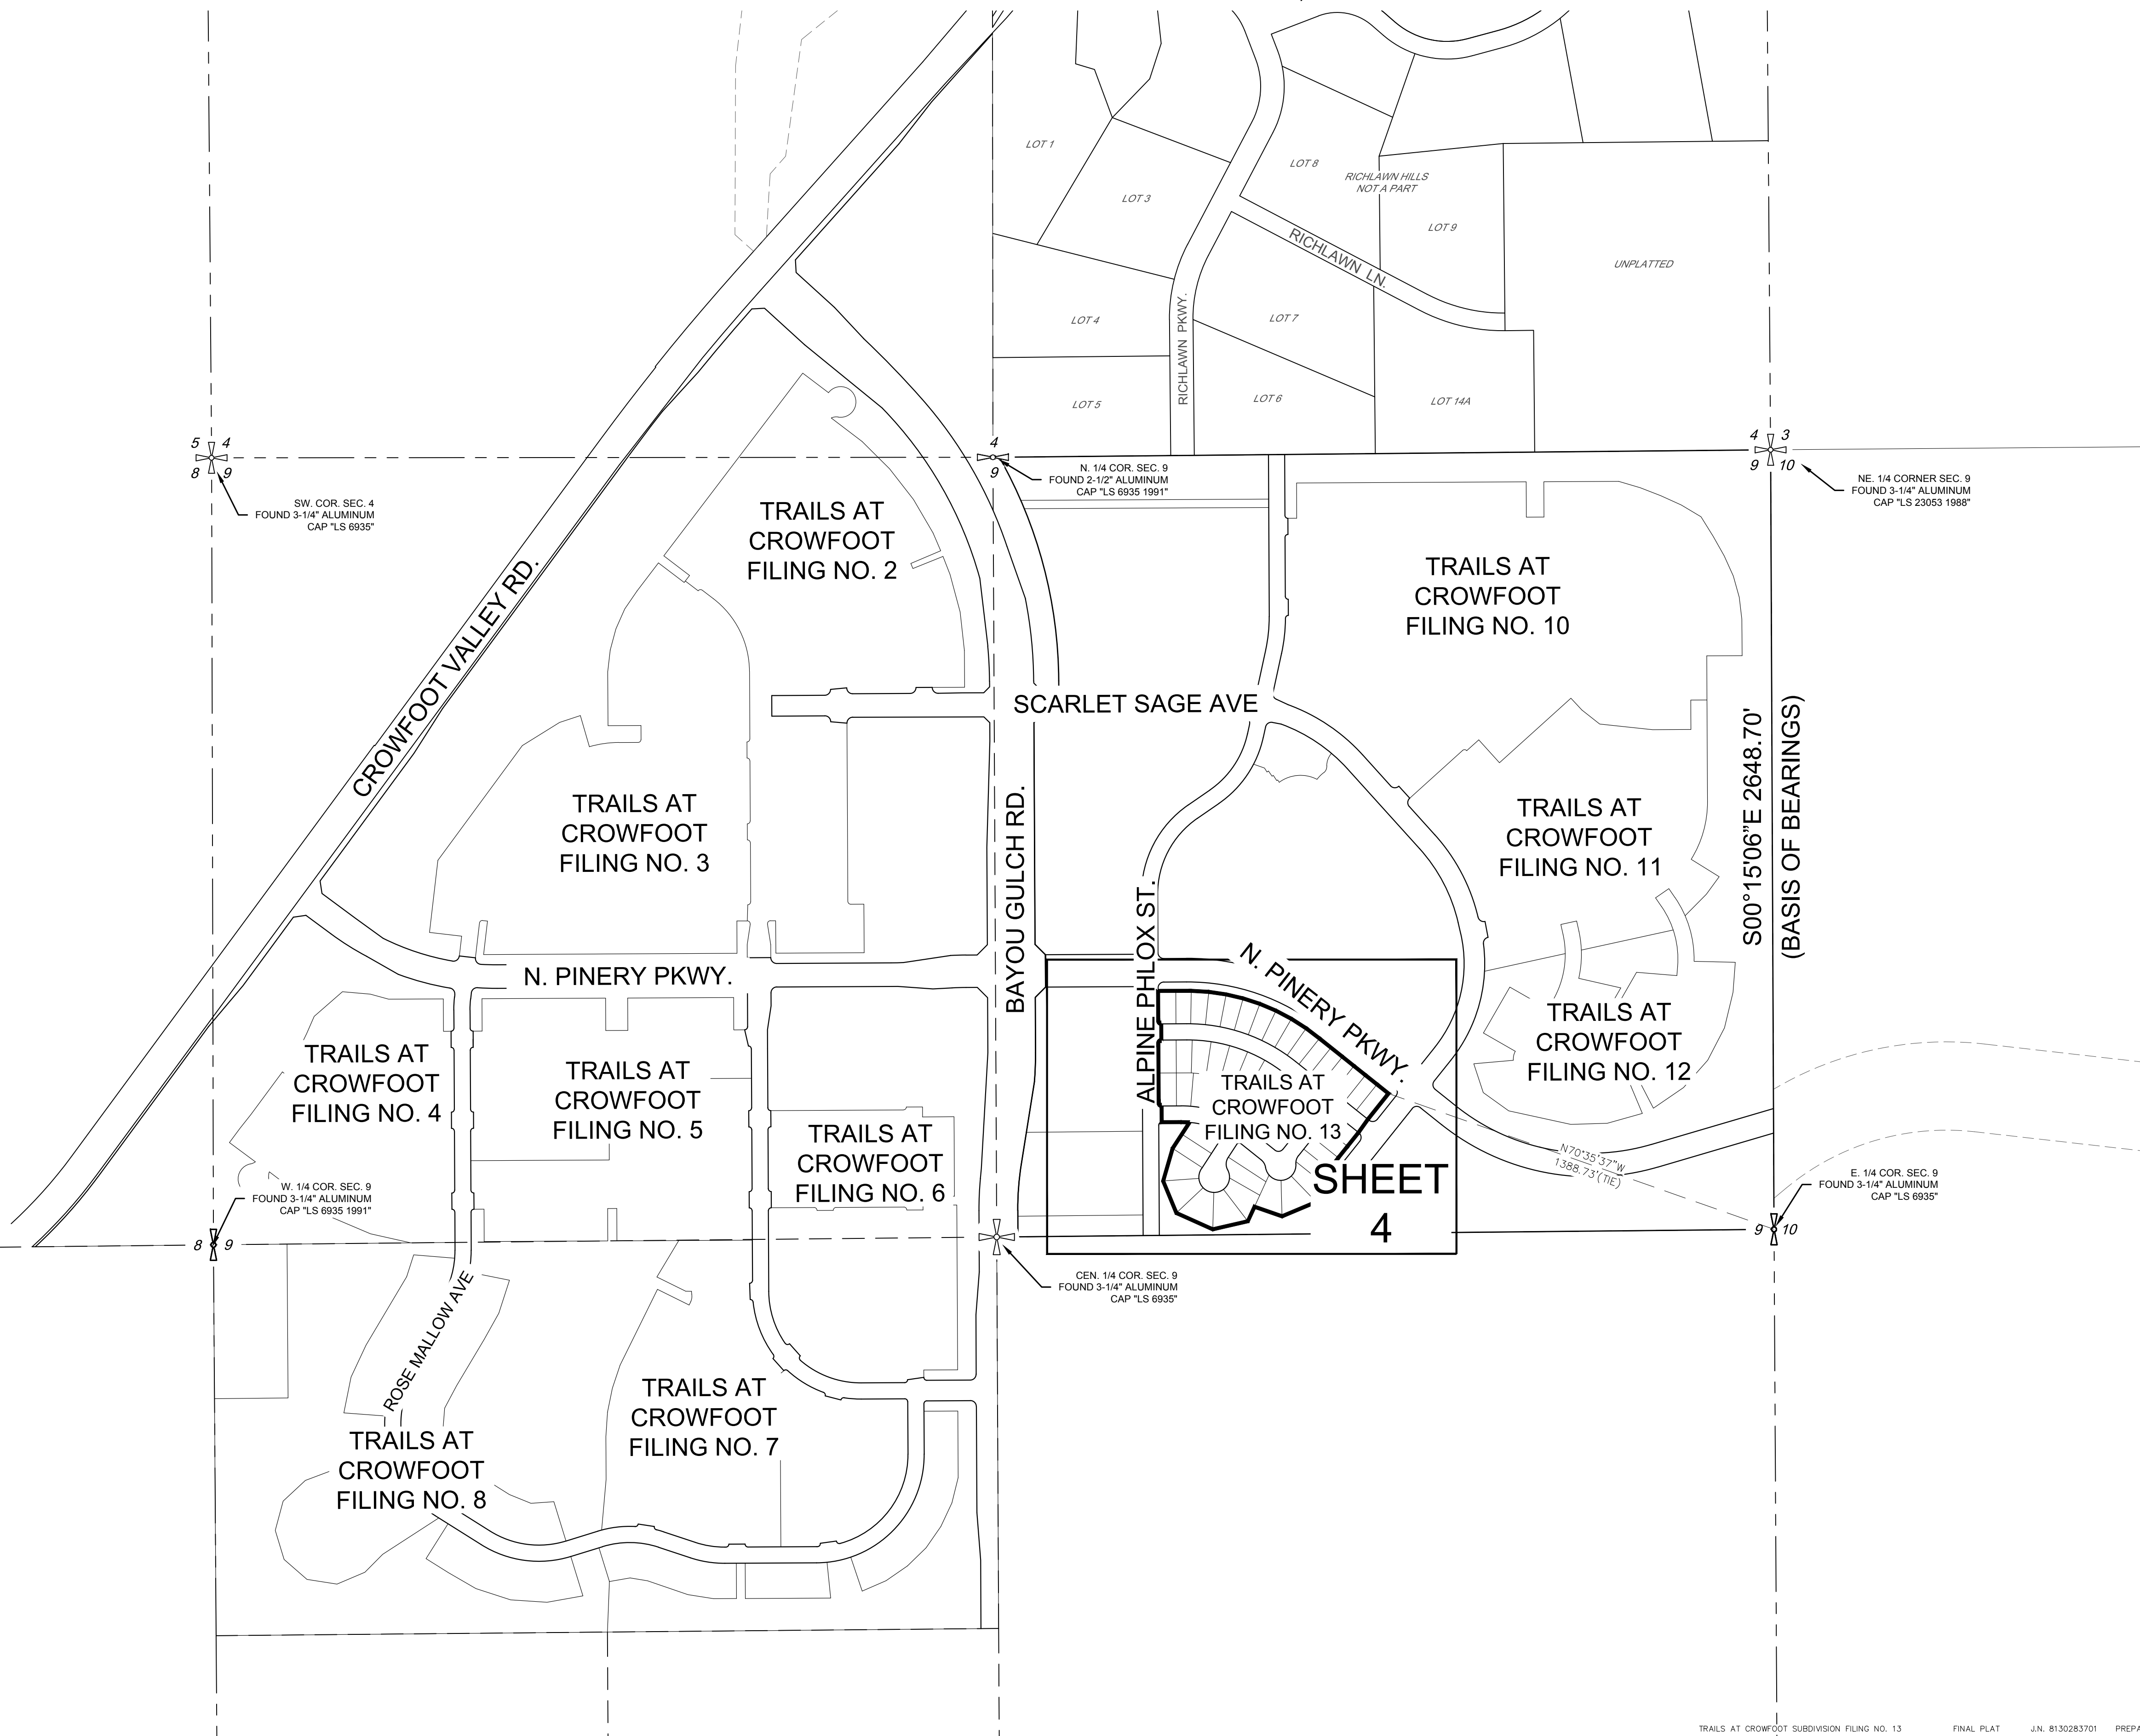 LOT 1
LOT 3
LOT 8
RICHLAWN HILLS
NOT A PART
LOT 9
RICHLAWN LN.
UNPLATTED
LOT 4
RICHLAWN PKWY.
LOT 7
LOT 5
LOT 6
LOT 14A
5 4
8 9
SW. COR. SEC. 4
FOUND 3-1/4" ALUMINUM
CAP "LS 6935"
4
9
N. 1/4 COR. SEC. 9
FOUND 2-1/2" ALUMINUM
CAP "LS 6935 1991"
4 3
9 10
NE. 1/4 CORNER SEC. 9
FOUND 3-1/4" ALUMINUM
CAP "LS 23053 1988"
TRAILS AT
CROWFOOT
FILING NO. 2
TRAILS AT
CROWFOOT
FILING NO. 10
CROWFOOT VALLEY RD.
SCARLET SAGE AVE
S00°15'06"E 2648.70'
(BASIS OF BEARINGS)
TRAILS AT
CROWFOOT
FILING NO. 3
BAYOU GULCH RD.
TRAILS AT
CROWFOOT
FILING NO. 11
ALPINE PHLOX ST.
N. PINERY PKWY.
N. PINERY PKWY.
TRAILS AT
CROWFOOT
FILING NO. 12
TRAILS AT
CROWFOOT
FILING NO. 4
TRAILS AT
CROWFOOT
FILING NO. 5
TRAILS AT
CROWFOOT
FILING NO. 6
TRAILS AT
CROWFOOT
FILING NO. 13
SHEET
4
N70°35'37"W
1388.73'(TIE)
W. 1/4 COR. SEC. 9
FOUND 3-1/4" ALUMINUM
CAP "LS 6935 1991"
8 9
E. 1/4 COR. SEC. 9
FOUND 3-1/4" ALUMINUM
CAP "LS 6935"
9 10
CEN. 1/4 COR. SEC. 9
FOUND 3-1/4" ALUMINUM
CAP "LS 6935"
ROSE MALLOW AVE
TRAILS AT
CROWFOOT
FILING NO. 7
TRAILS AT
CROWFOOT
FILING NO. 8
TRAILS AT CROWFOOT SUBDIVISION FILING NO. 13 FINAL PLAT J.N. 8130283701